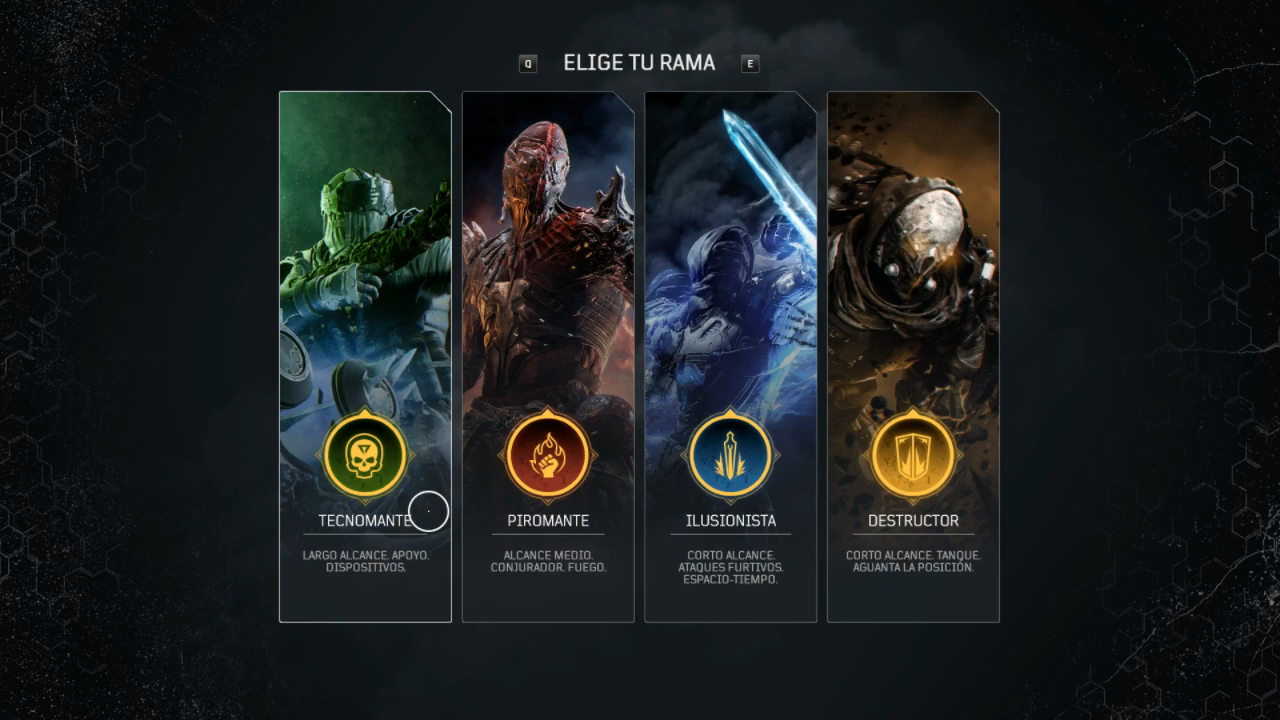 Q ELIGE TU RAMA E
TECNOMANTE
LARGO ALCANCE. APOYO.
DISPOSITIVOS.
PIROMANTE
ALCANCE MEDIO.
CONJURADOR. FUEGO.
ILUSIONISTA
CORTO ALCANCE.
ATAQUES FURTIVOS.
ESPACIO-TIEMPO.
DESTRUCTOR
CORTO ALCANCE. TANQUE.
AGUANTA LA POSICIÓN.